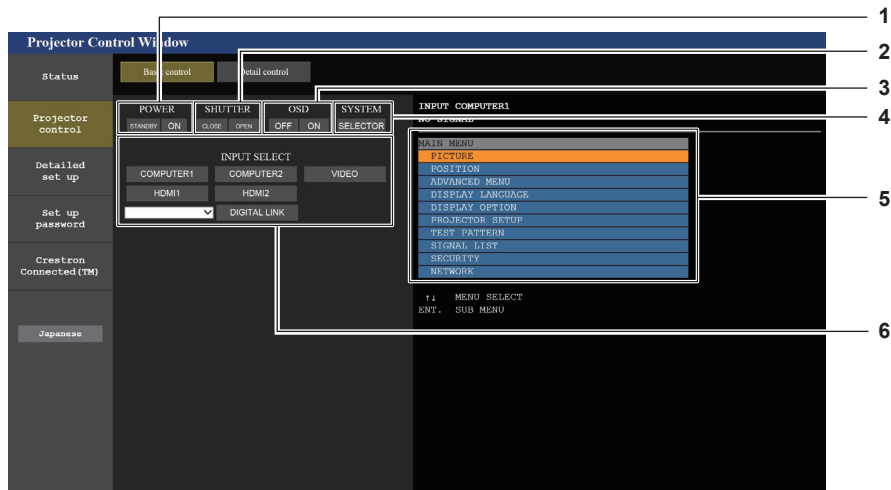 1
Projector Control Window
2
Status
Basic control
Detail control
3
POWER
SHUTTER
OSD
SYSTEM
INPUT COMPUTER1
4
Projector
control
STANDBY ON
CLOSE OPEN
OFF ON
SELECTOR
NO SIGNAL
MAIN MENU
PICTURE
POSITION
ADVANCED MENU
DISPLAY LANGUAGE
DISPLAY OPTION
PROJECTOR SETUP
TEST PATTERN
SIGNAL LIST
SECURITY
NETWORK
5
INPUT SELECT
COMPUTER1
COMPUTER2
VIDEO
HDMI1
HDMI2
DIGITAL LINK
Detailed
set up
Set up
password
Crestron
Connected(TM)
↑↓ MENU SELECT
ENT. SUB MENU
6
Japanese